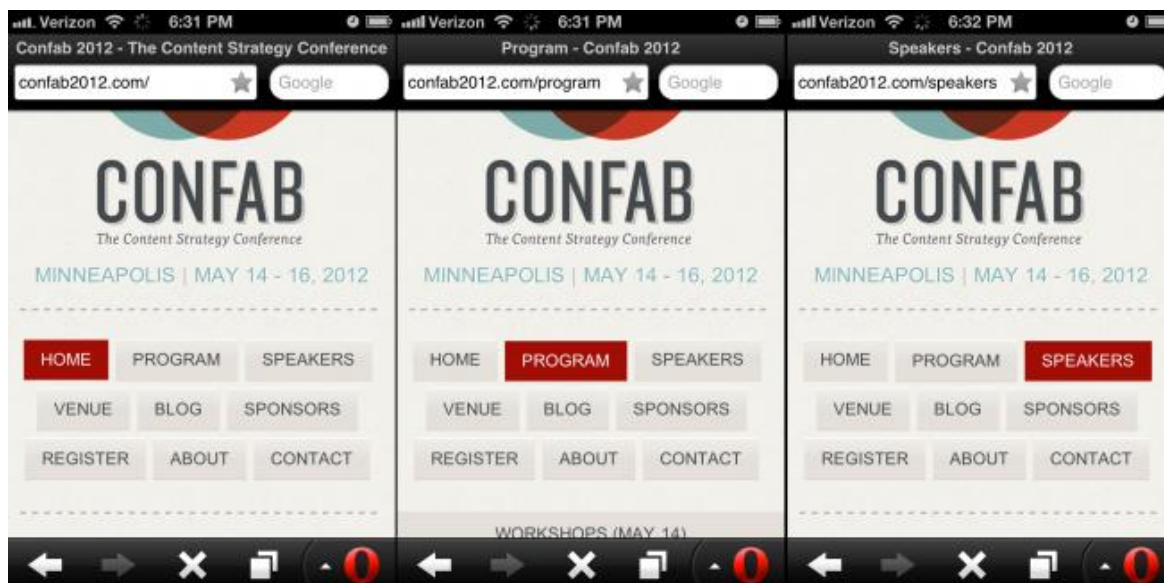 Verizon 6:31 PM
Confab 2012 - The Content Strategy Conference
confab2012.com/ Google
CONFAB
The Content Strategy Conference
MINNEAPOLIS | MAY 14 - 16, 2012
HOME PROGRAM SPEAKERS
VENUE BLOG SPONSORS
REGISTER ABOUT CONTACT
Verizon 6:31 PM
Program - Confab 2012
confab2012.com/program Google
CONFAB
The Content Strategy Conference
MINNEAPOLIS | MAY 14 - 16, 2012
HOME PROGRAM SPEAKERS
VENUE BLOG SPONSORS
REGISTER ABOUT CONTACT
WORKSHOPS (MAY 14)
Verizon 6:32 PM
Speakers - Confab 2012
confab2012.com/speakers Google
CONFAB
The Content Strategy Conference
MINNEAPOLIS | MAY 14 - 16, 2012
HOME PROGRAM SPEAKERS
VENUE BLOG SPONSORS
REGISTER ABOUT CONTACT